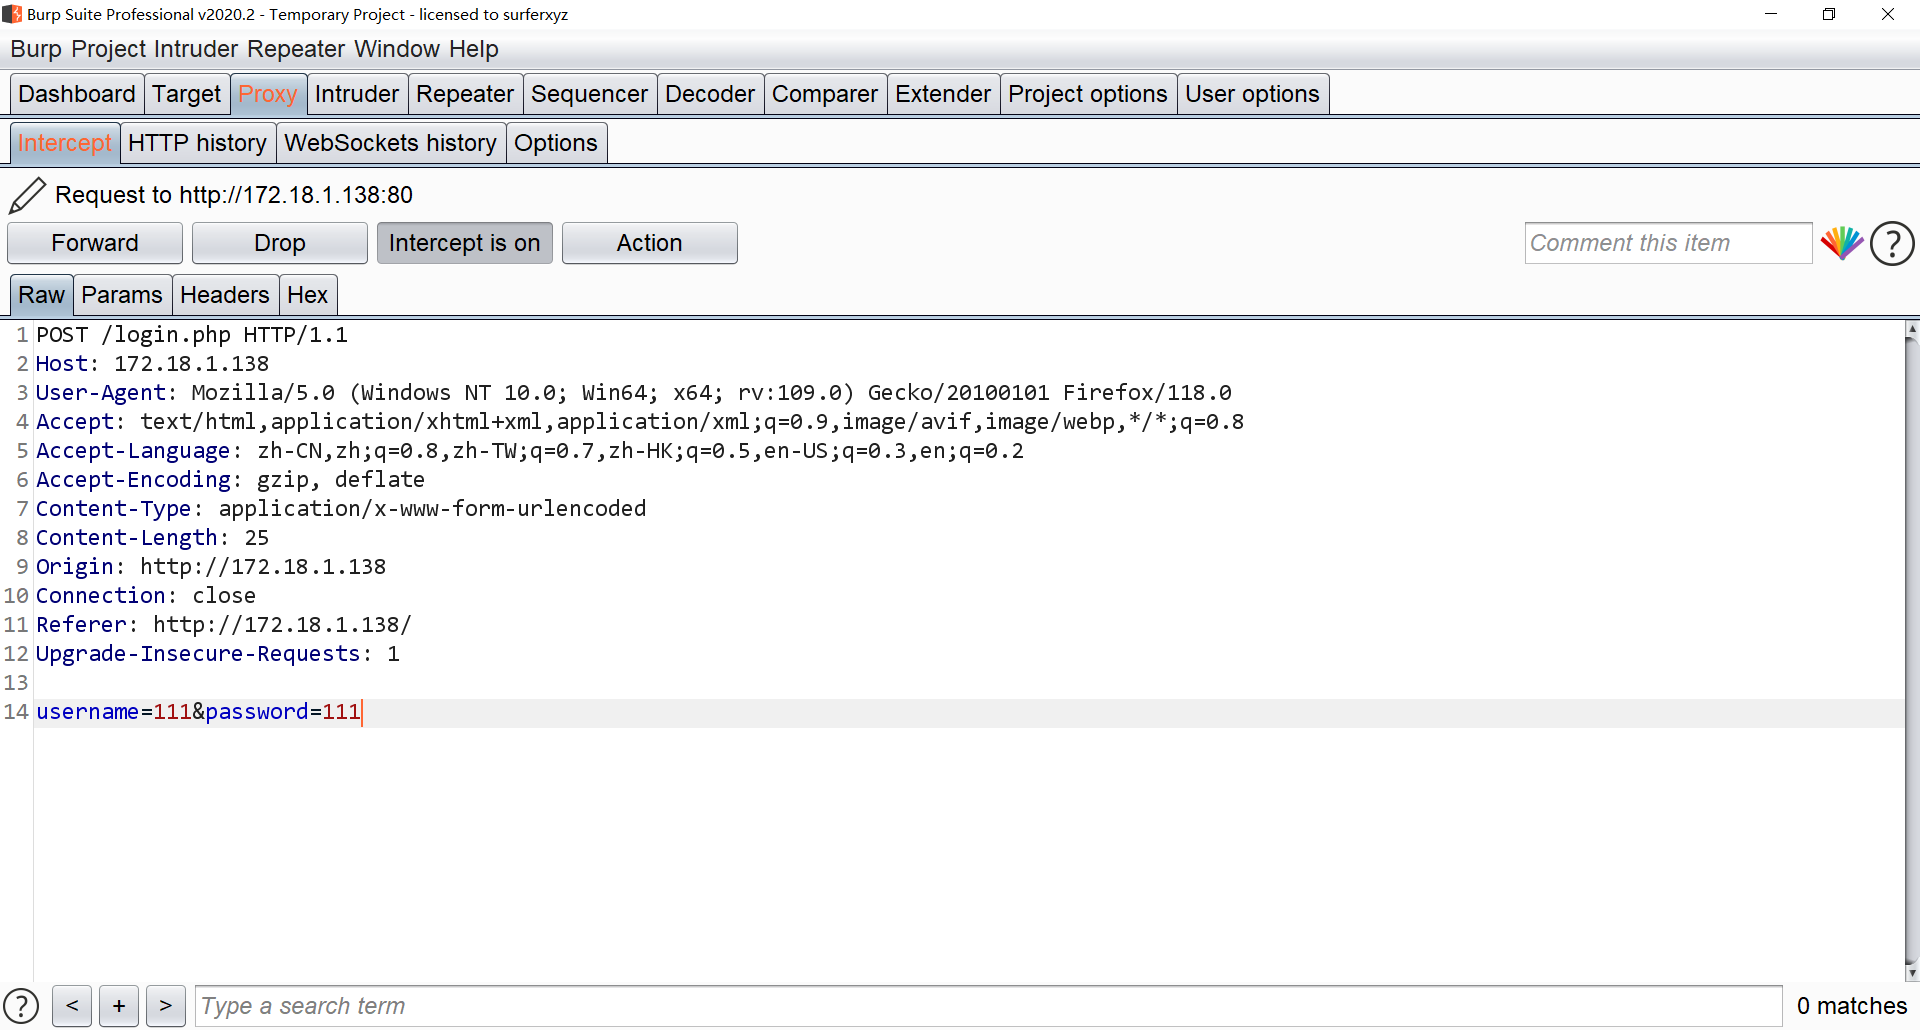 Burp Suite Professional v2020.2 - Temporary Project - licensed to surferxyz
Burp Project Intruder Repeater Window Help
Dashboard Target Proxy Intruder Repeater Sequencer Decoder Comparer Extender Project options User options
Intercept HTTP history WebSockets history Options
Request to http://172.18.1.138:80
Forward Drop Intercept is on Action Comment this item ?
Raw Params Headers Hex
1 POST /login.php HTTP/1.1
2 Host: 172.18.1.138
3 User-Agent: Mozilla/5.0 (Windows NT 10.0; Win64; x64; rv:109.0) Gecko/20100101 Firefox/118.0
4 Accept: text/html,application/xhtml+xml,application/xml;q=0.9,image/avif,image/webp,*/*;q=0.8
5 Accept-Language: zh-CN,zh;q=0.8,zh-TW;q=0.7,zh-HK;q=0.5,en-US;q=0.3,en;q=0.2
6 Accept-Encoding: gzip, deflate
7 Content-Type: application/x-www-form-urlencoded
8 Content-Length: 25
9 Origin: http://172.18.1.138
10 Connection: close
11 Referer: http://172.18.1.138/
12 Upgrade-Insecure-Requests: 1
13
14 username=111&password=111
? < + > Type a search term 0 matches